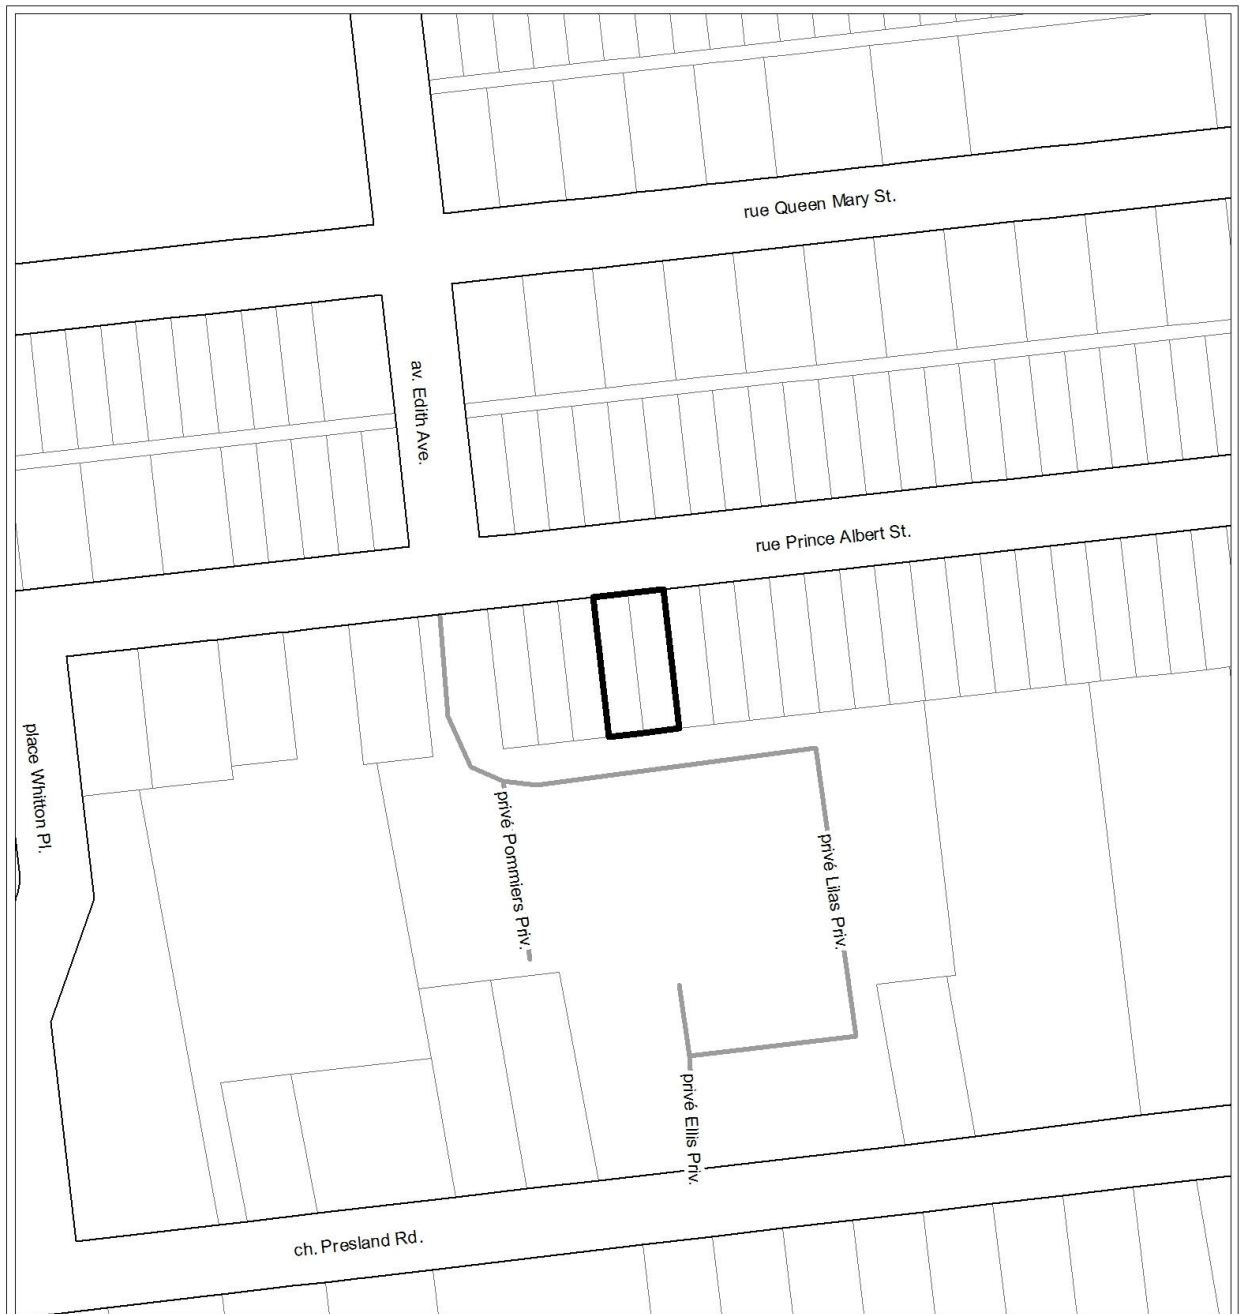 rue Queen Mary St.
av. Edith Ave.
rue Prince Albert St.
place Whitton Pl.
privé Pommiers Priv.
privé Lilas Priv.
privé Ellis Priv.
ch. Presland Rd.